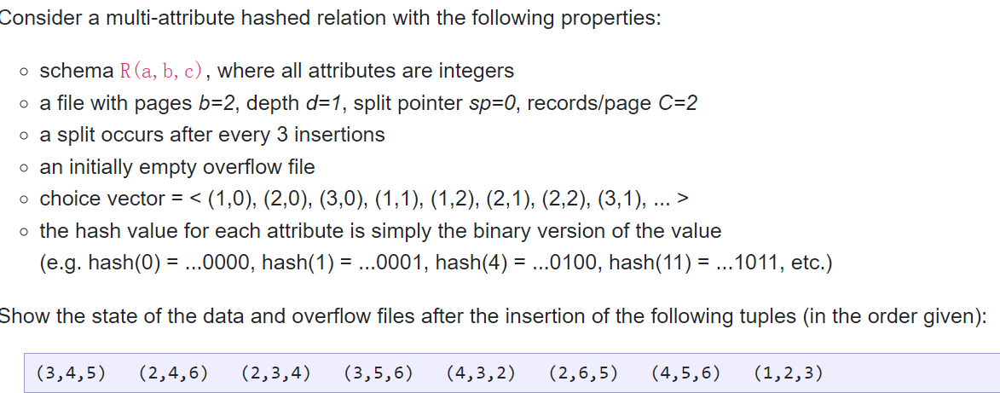 Consider a multi-attribute hashed relation with the following properties:
○ schema R(a, b, c), where all attributes are integers
○ a file with pages b=2, depth d=1, split pointer sp=0, records/page C=2
○ a split occurs after every 3 insertions
○ an initially empty overflow file
○ choice vector = < (1,0), (2,0), (3,0), (1,1), (1,2), (2,1), (2,2), (3,1), ... >
○ the hash value for each attribute is simply the binary version of the value
(e.g. hash(0) = ...0000, hash(1) = ...0001, hash(4) = ...0100, hash(11) = ...1011, etc.)
Show the state of the data and overflow files after the insertion of the following tuples (in the order given):
(3,4,5) (2,4,6) (2,3,4) (3,5,6) (4,3,2) (2,6,5) (4,5,6) (1,2,3)